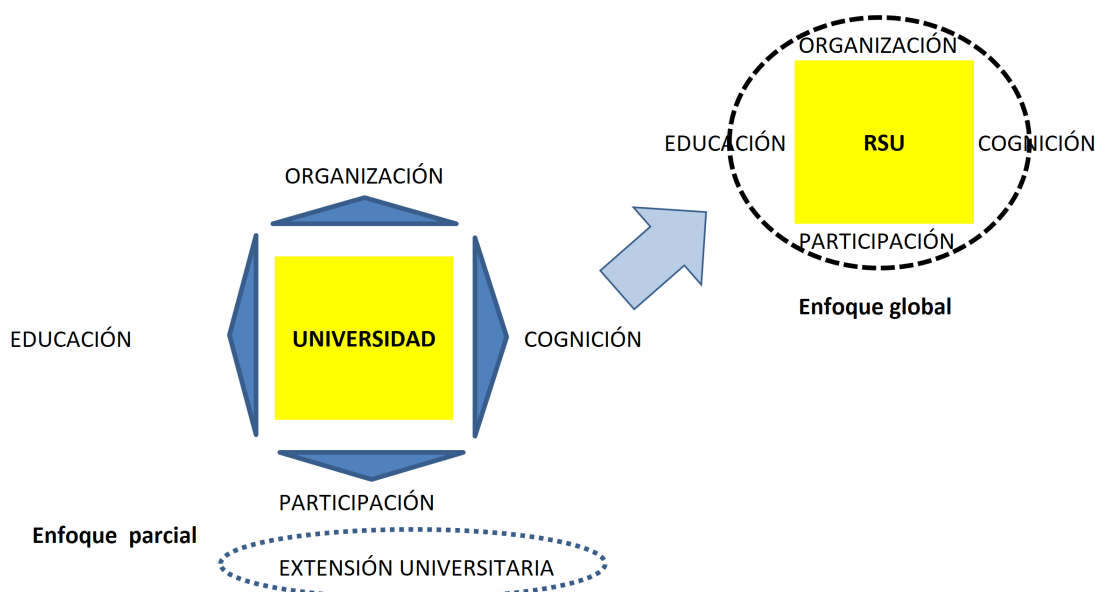 ORGANIZACIÓN
EDUCACIÓN
RSU
COGNICIÓN
PARTICIPACIÓN
Enfoque global
ORGANIZACIÓN
EDUCACIÓN
UNIVERSIDAD
COGNICIÓN
PARTICIPACIÓN
Enfoque parcial
EXTENSIÓN UNIVERSITARIA